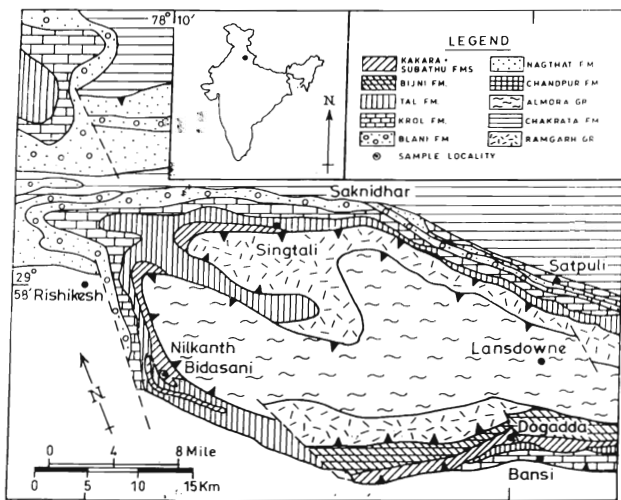 78° 10'
LEGEND
KAKARA +
SUBATHU FMS
BIJNI FM.
TAL FM.
KROL FM.
BLANI FM.
SAMPLE LOCALITY
NAGTHAT FM
CHANDPUR FM
ALMORA GP
CHAKRATA FM
RAMGARH GP
N
Saknidhar
Singtali
Satpuli
29°
58' Rishikesh
Nilkanth
Bidasani
Lansdowne
N
Dogadda
Bansi
0 4 8 Mile
0 5 10 15 Km